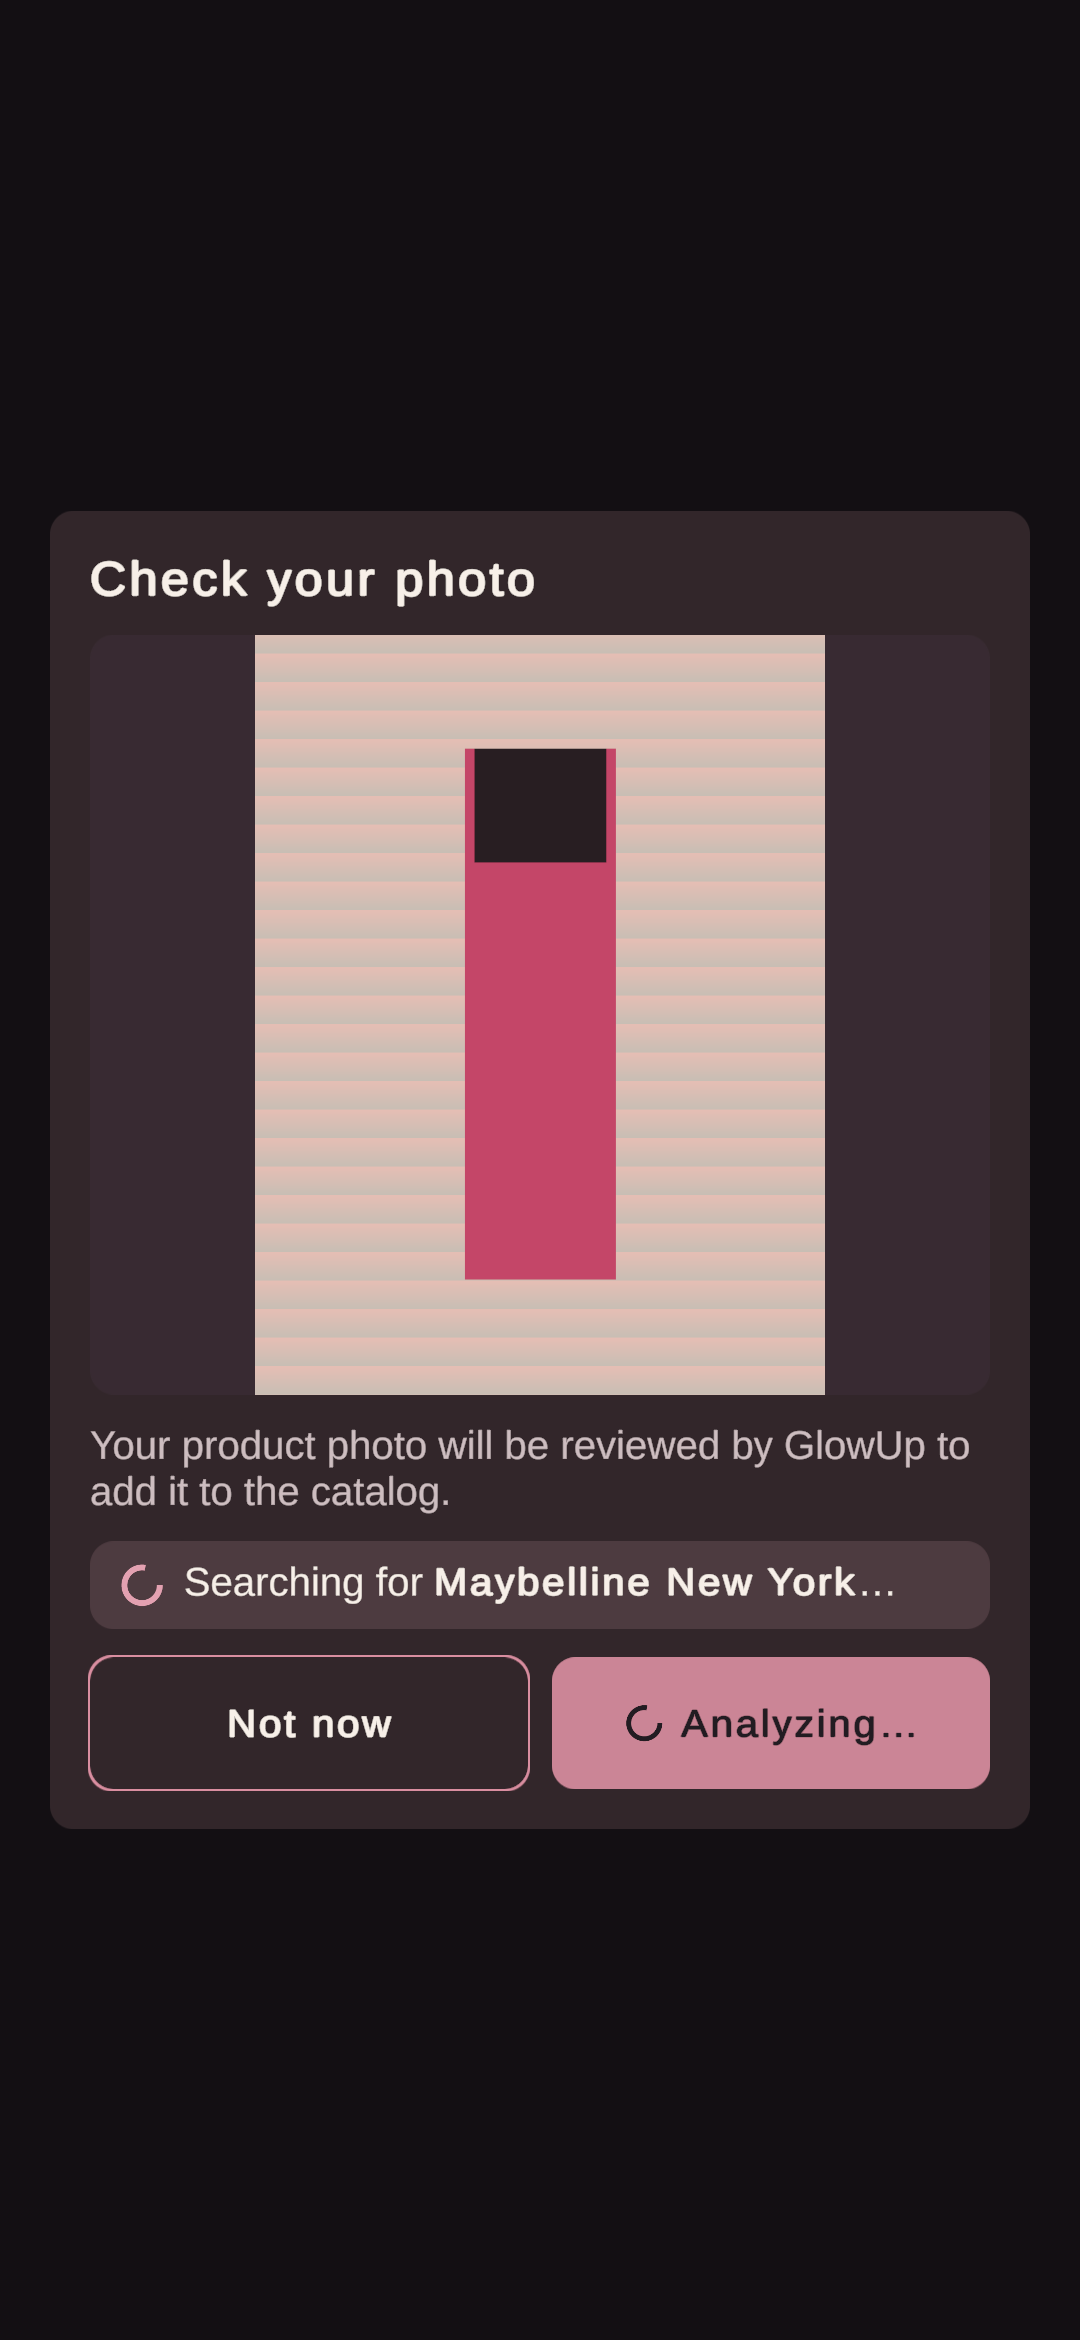 Check your photo
Your product photo will be reviewed by GlowUp to
add it to the catalog.
Searching for Maybelline New York…
Not now
Analyzing…